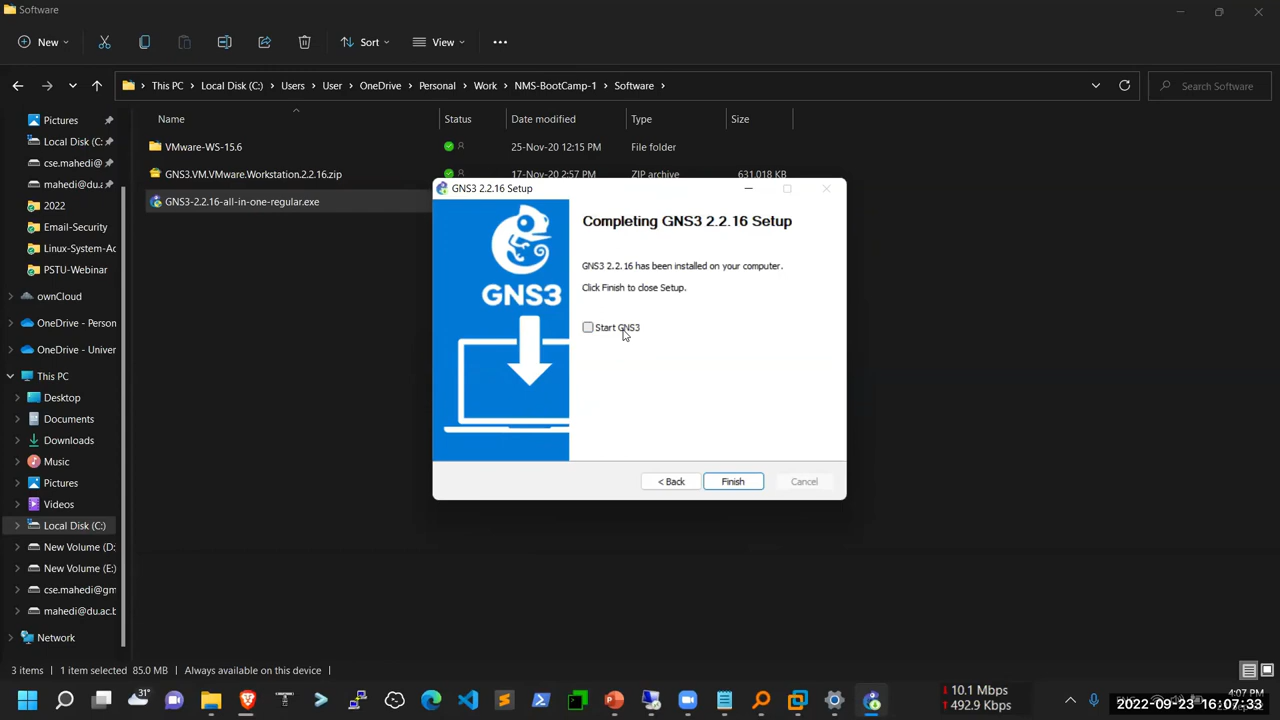 Software
New
Sort
View
This PC
Local Disk (C:)
Users
User
OneDrive
Personal
Work
NMS-BootCamp-1
Software
Search Software
Name
Status
Date modified
Type
Size
Pictures
VMware-WS-15.6
25-Nov-20 12:15 PM
File folder
Local Disk (C:
GNS3.VM.VMware.Workstation.2.2.16.zip
17-Nov-20 2:57 PM
ZIP archive
631,018 KB
cse.mahedi@
mahedi@du.a
GNS3-2.2.16-all-in-one-regular.exe
2022
Email-Security
Linux-System-Ac
PSTU-Webinar
ownCloud
OneDrive - Person
OneDrive - Univer
This PC
Desktop
Documents
Downloads
Music
Pictures
Videos
Local Disk (C:)
New Volume (D:
New Volume (E:)
cse.mahedi@gm
mahedi@du.ac.b
Network
GNS3 2.2.16 Setup
GNS3
Completing GNS3 2.2.16 Setup
GNS3 2.2.16 has been installed on your computer.
Click Finish to close Setup.
Start GNS3
< Back
Finish
Cancel
3 items
1 item selected 85.0 MB
Always available on this device
31°
10.1 Mbps
492.9 Kbps
4:07 PM
2022-09-23 16:07:33